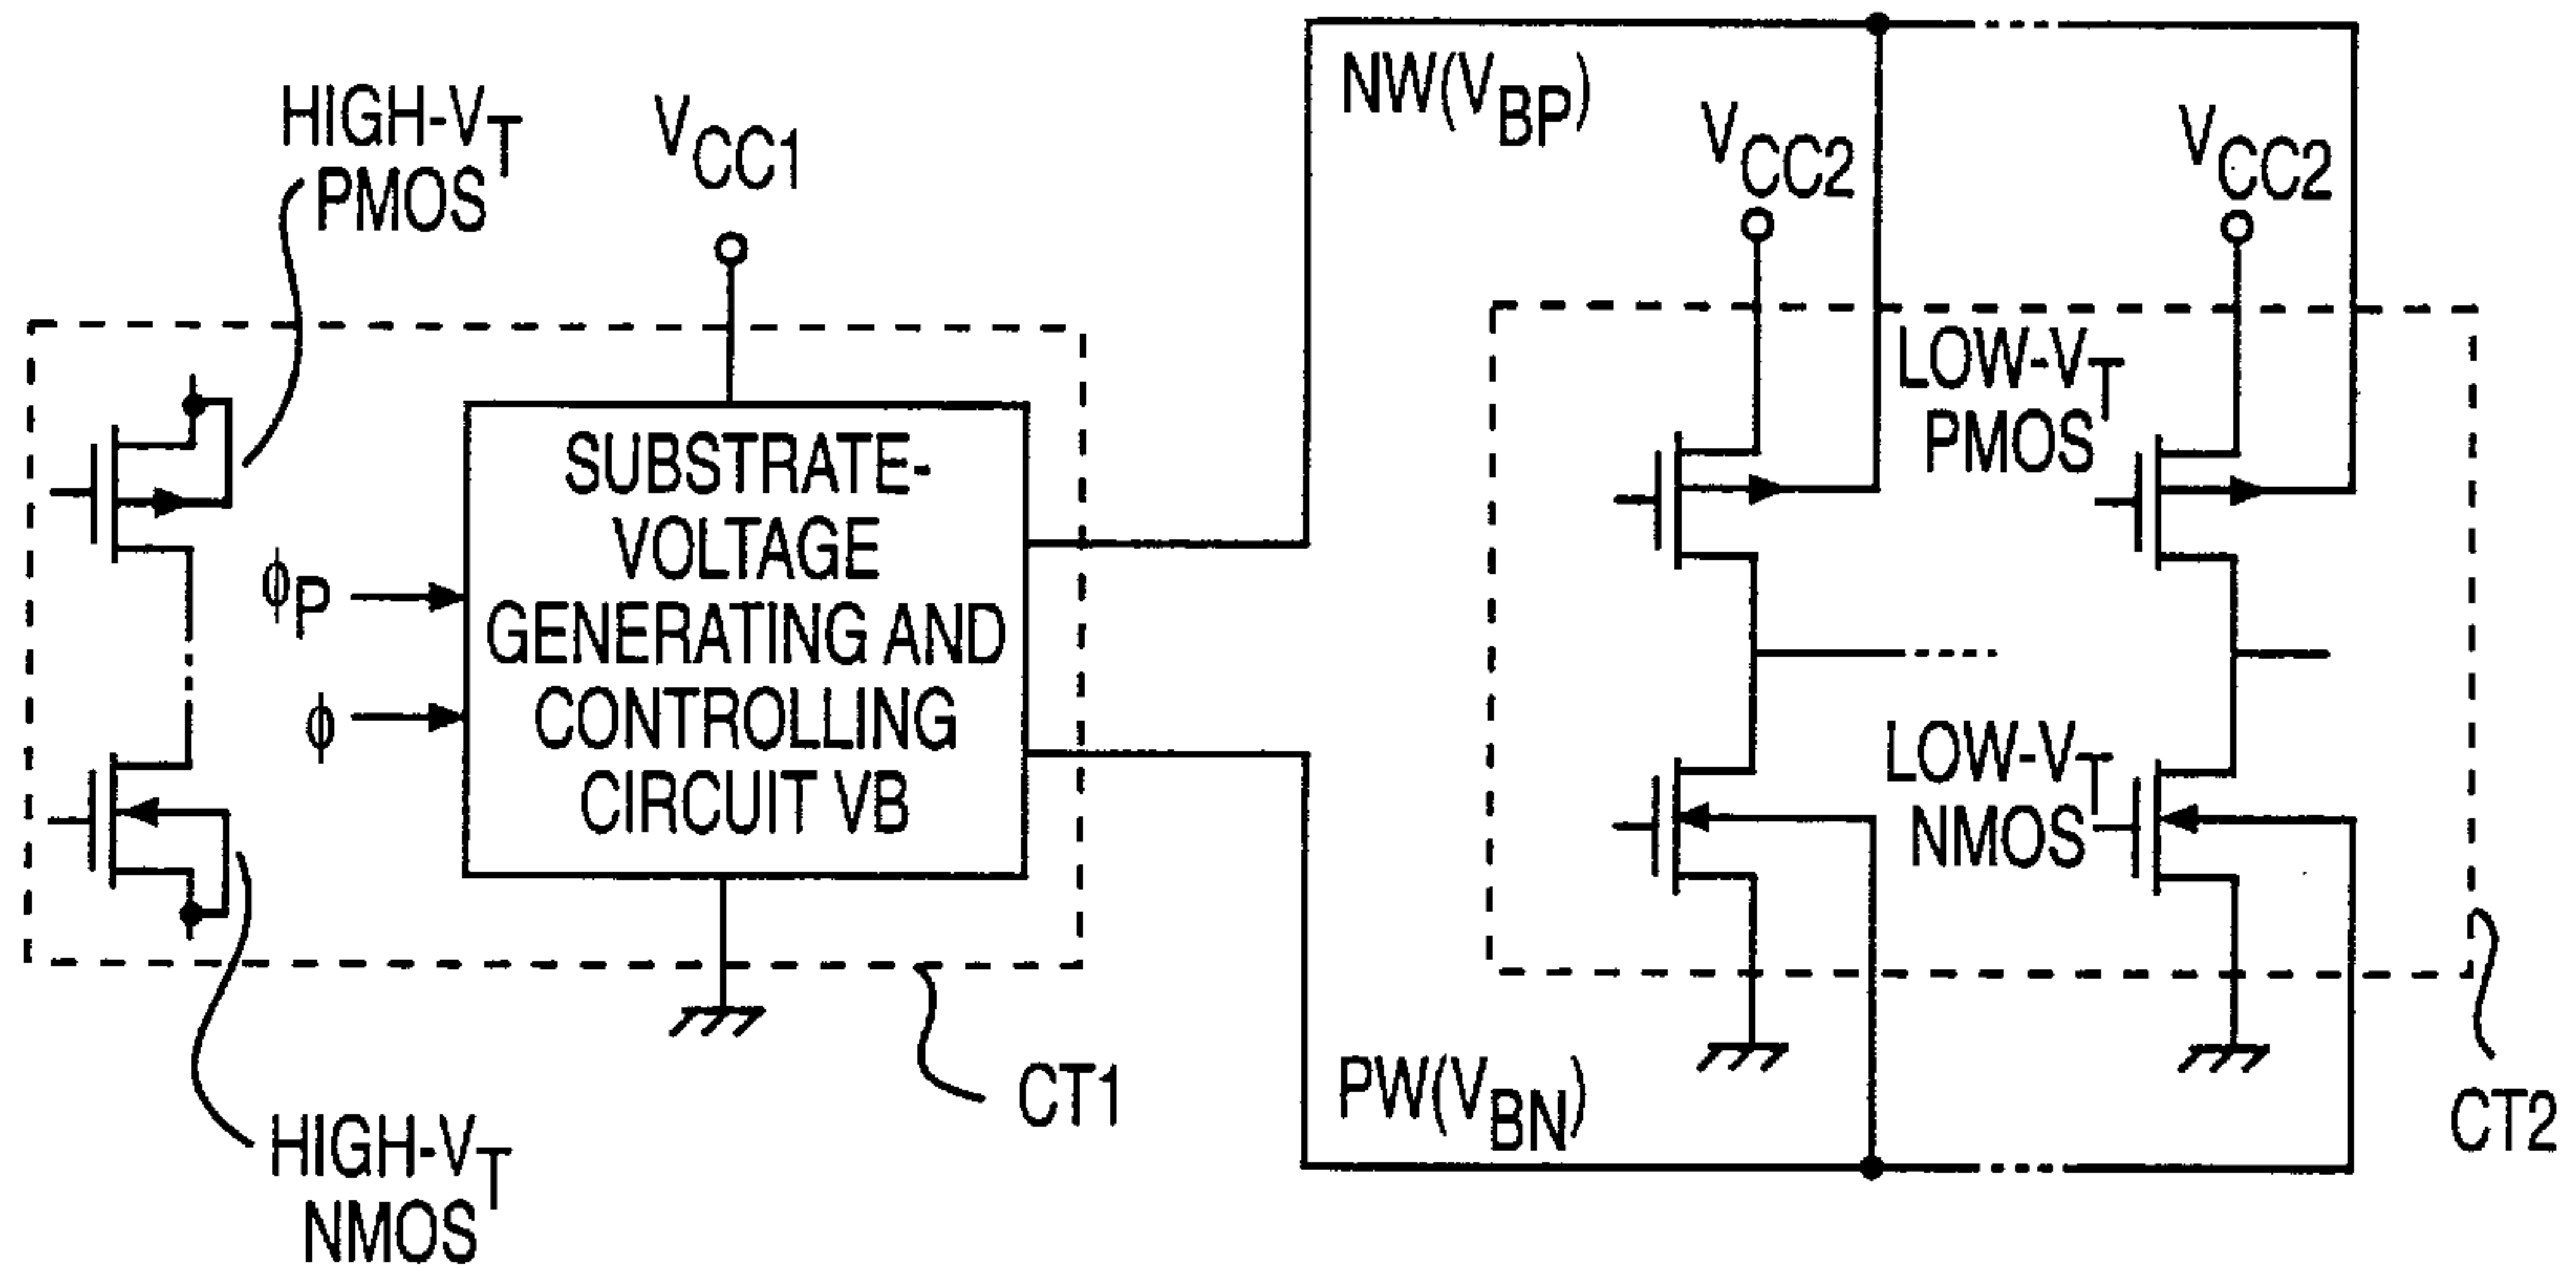 HIGH-VT
PMOS
VCC1
NW(VBP)
VCC2
VCC2
LOW-VT
PMOS
SUBSTRATE-
VOLTAGE
GENERATING AND
CONTROLLING
CIRCUIT VB
ϕP
ϕ
LOW-VT
NMOS
CT1
PW(VBN)
CT2
HIGH-VT
NMOS